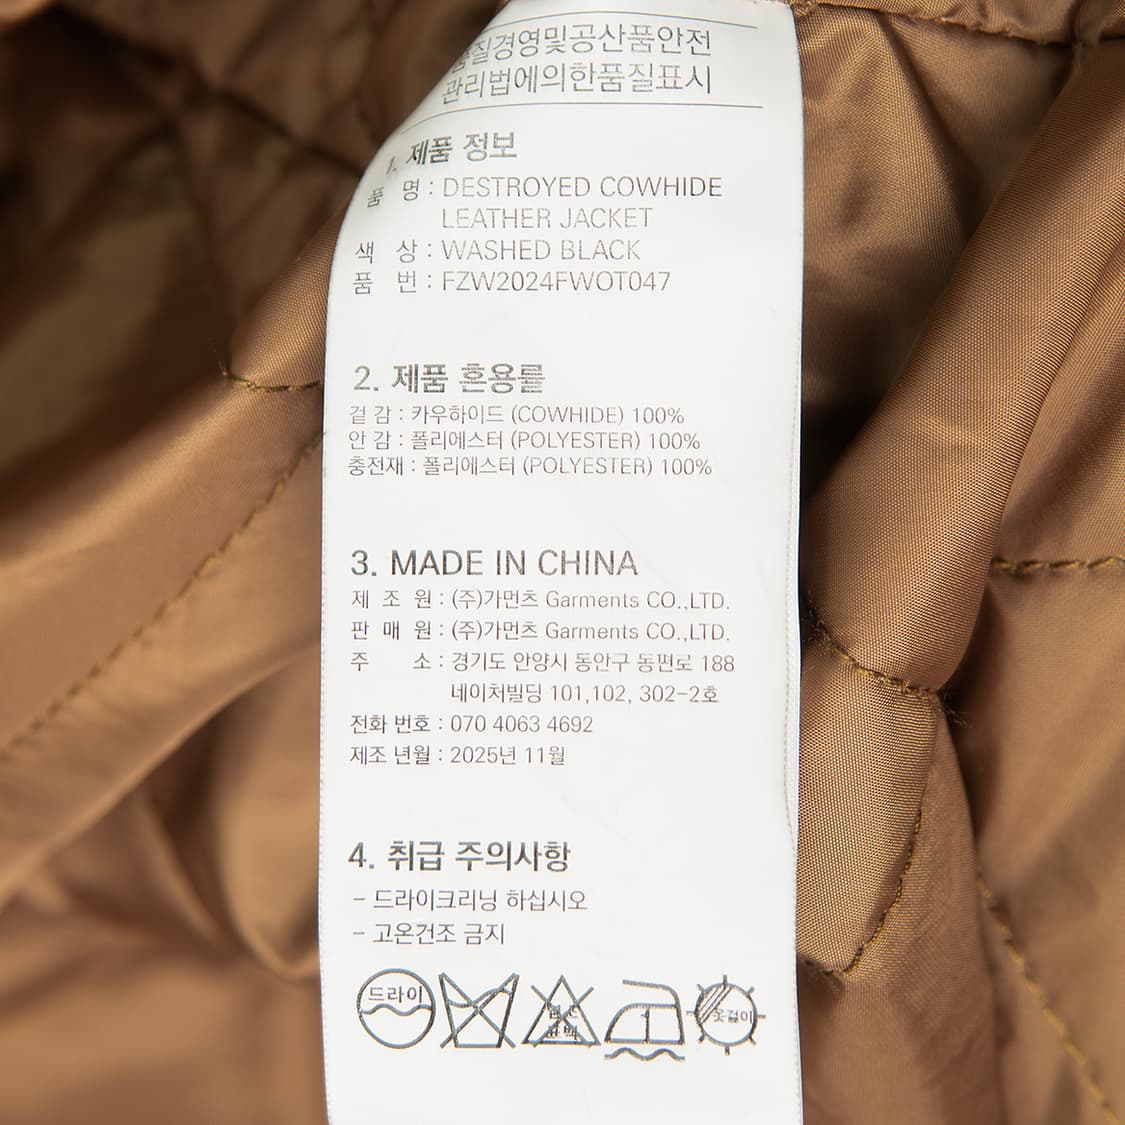 품질경영및공산품안전
관리법에의한품질표시
1. 제품 정보
품 명 : DESTROYED COWHIDE
LEATHER JACKET
색 상 : WASHED BLACK
품 번 : FZW2024FWOT047
2. 제품 혼용률
겉 감 : 카우하이드 (COWHIDE) 100%
안 감 : 폴리에스터 (POLYESTER) 100%
충전재 : 폴리에스터 (POLYESTER) 100%
3. MADE IN CHINA
제 조 원 : (주)가먼츠 Garments CO.,LTD.
판 매 원 : (주)가먼츠 Garments CO.,LTD.
주 소 : 경기도 안양시 동안구 동편로 188
네이처빌딩 101,102, 302-2호
전화 번호 : 070 4063 4692
제조 년월 : 2025년 11월
4. 취급 주의사항
- 드라이크리닝 하십시오
- 고온건조 금지
드라이
1
옷걸이